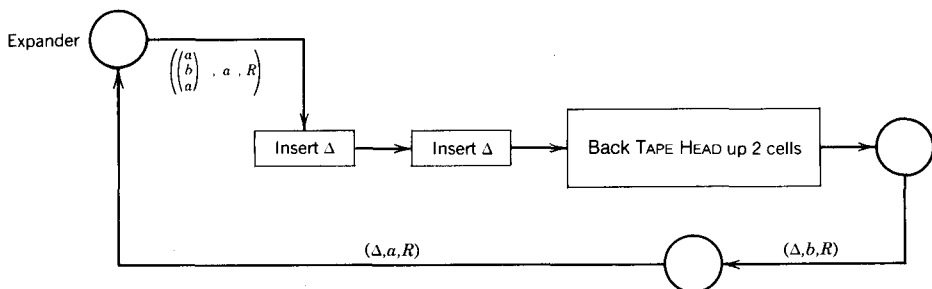 Expander
((a b a), a, R)
Insert Δ
Insert Δ
Back TAPE HEAD up 2 cells
(Δ,a,R)
(Δ,b,R)